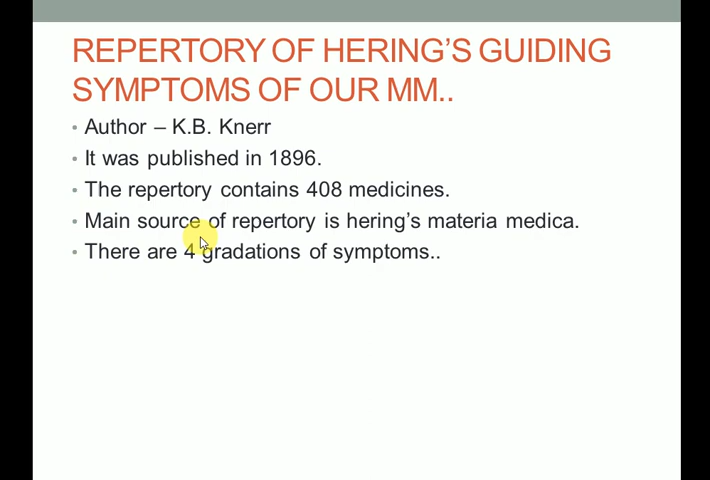 REPERTORY OF HERING'S GUIDING
SYMPTOMS OF OUR MM..
• Author – K.B. Knerr
• It was published in 1896.
• The repertory contains 408 medicines.
• Main source of repertory is hering's materia medica.
• There are 4 gradations of symptoms..